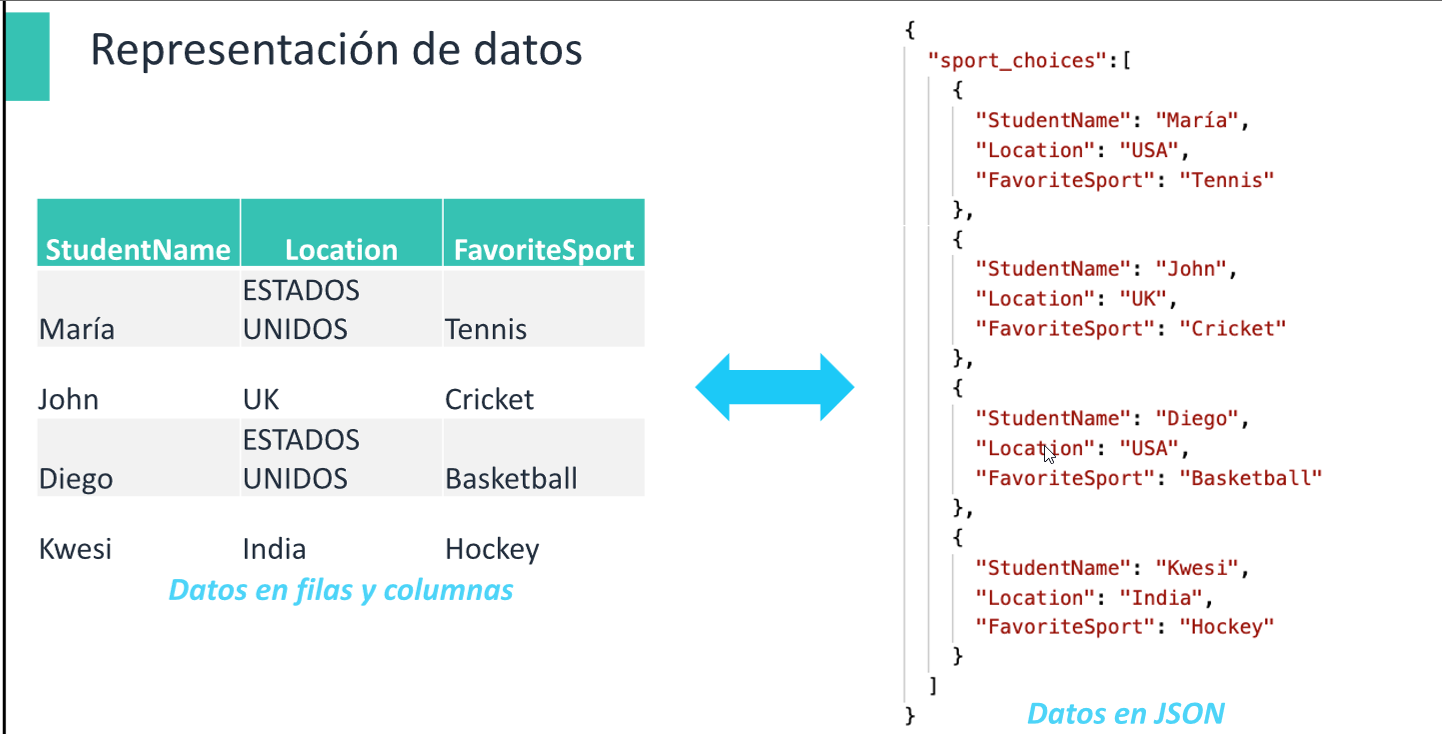 Representación de datos
StudentName Location FavoriteSport
María ESTADOS UNIDOS Tennis
John UK Cricket
Diego ESTADOS UNIDOS Basketball
Kwesi India Hockey
Datos en filas y columnas
{
"sport_choices":[
{
"StudentName": "María",
"Location": "USA",
"FavoriteSport": "Tennis"
},
{
"StudentName": "John",
"Location": "UK",
"FavoriteSport": "Cricket"
},
{
"StudentName": "Diego",
"Location": "USA",
"FavoriteSport": "Basketball"
},
{
"StudentName": "Kwesi",
"Location": "India",
"FavoriteSport": "Hockey"
}
]
}
Datos en JSON